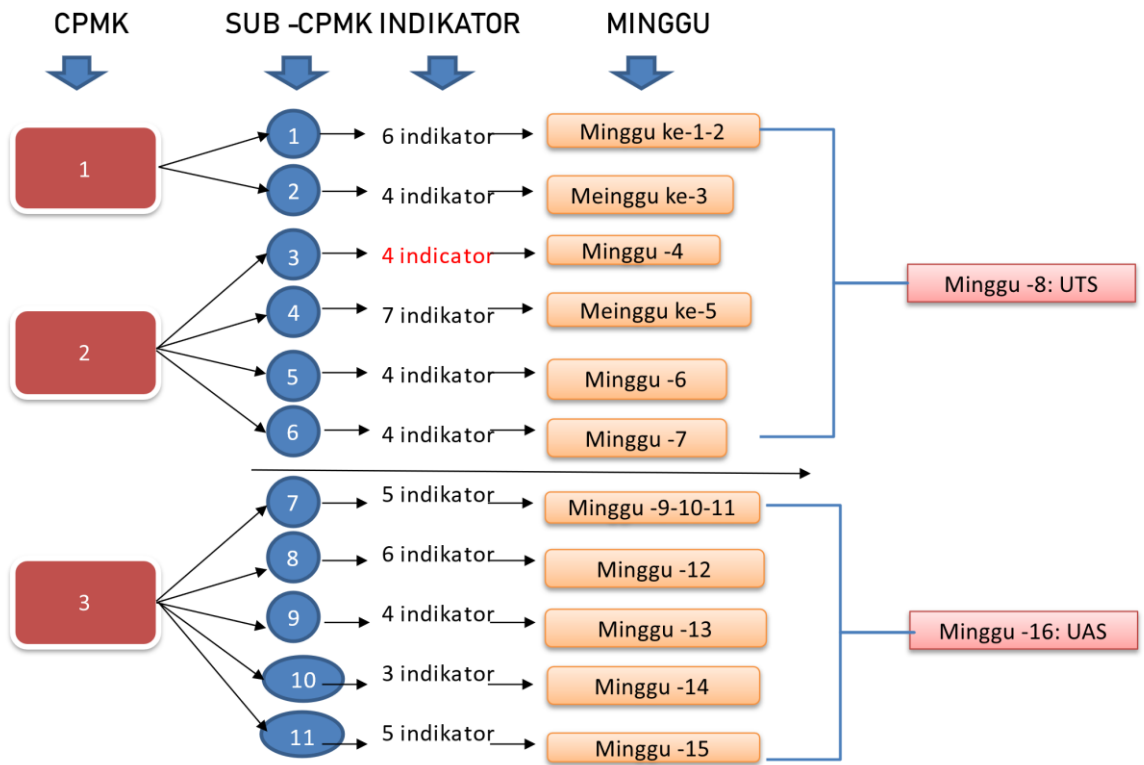 CPMK SUB -CPMK INDIKATOR MINGGU
1 1 6 indikator Minggu ke-1-2
2 4 indikator Meinggu ke-3
2 3 4 indicator Minggu -4
4 7 indikator Meinggu ke-5
5 4 indikator Minggu -6
6 4 indikator Minggu -7
Minggu -8: UTS
3 7 5 indikator Minggu -9-10-11
8 6 indikator Minggu -12
9 4 indikator Minggu -13
10 3 indikator Minggu -14
11 5 indikator Minggu -15
Minggu -16: UAS